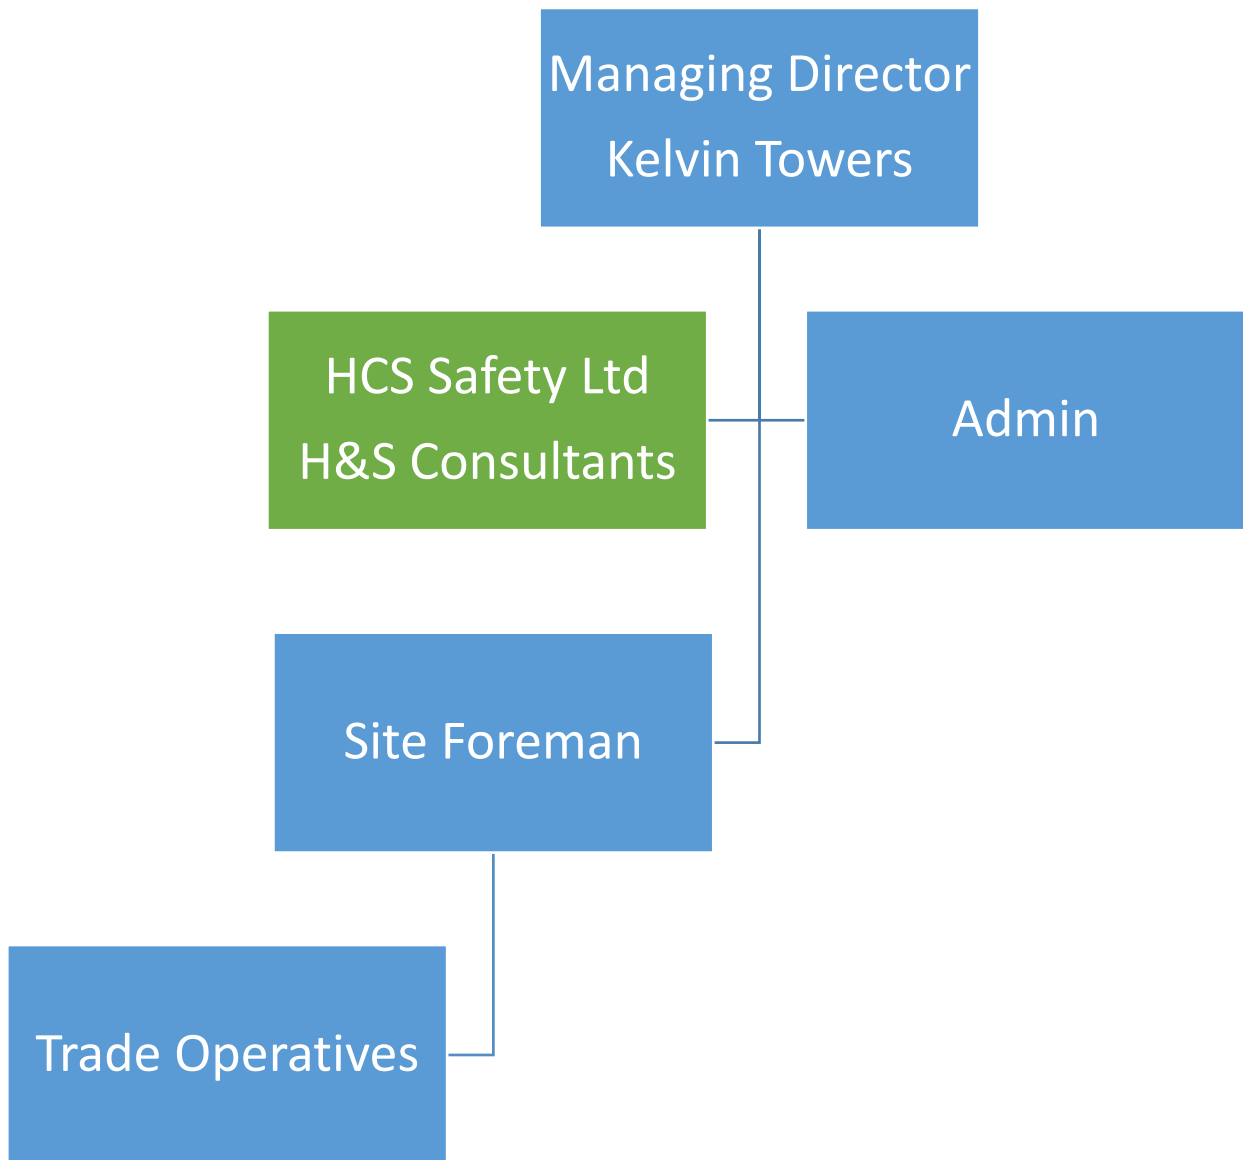 Managing Director
Kelvin Towers
HCS Safety Ltd
H&S Consultants
Admin
Site Foreman
Trade Operatives